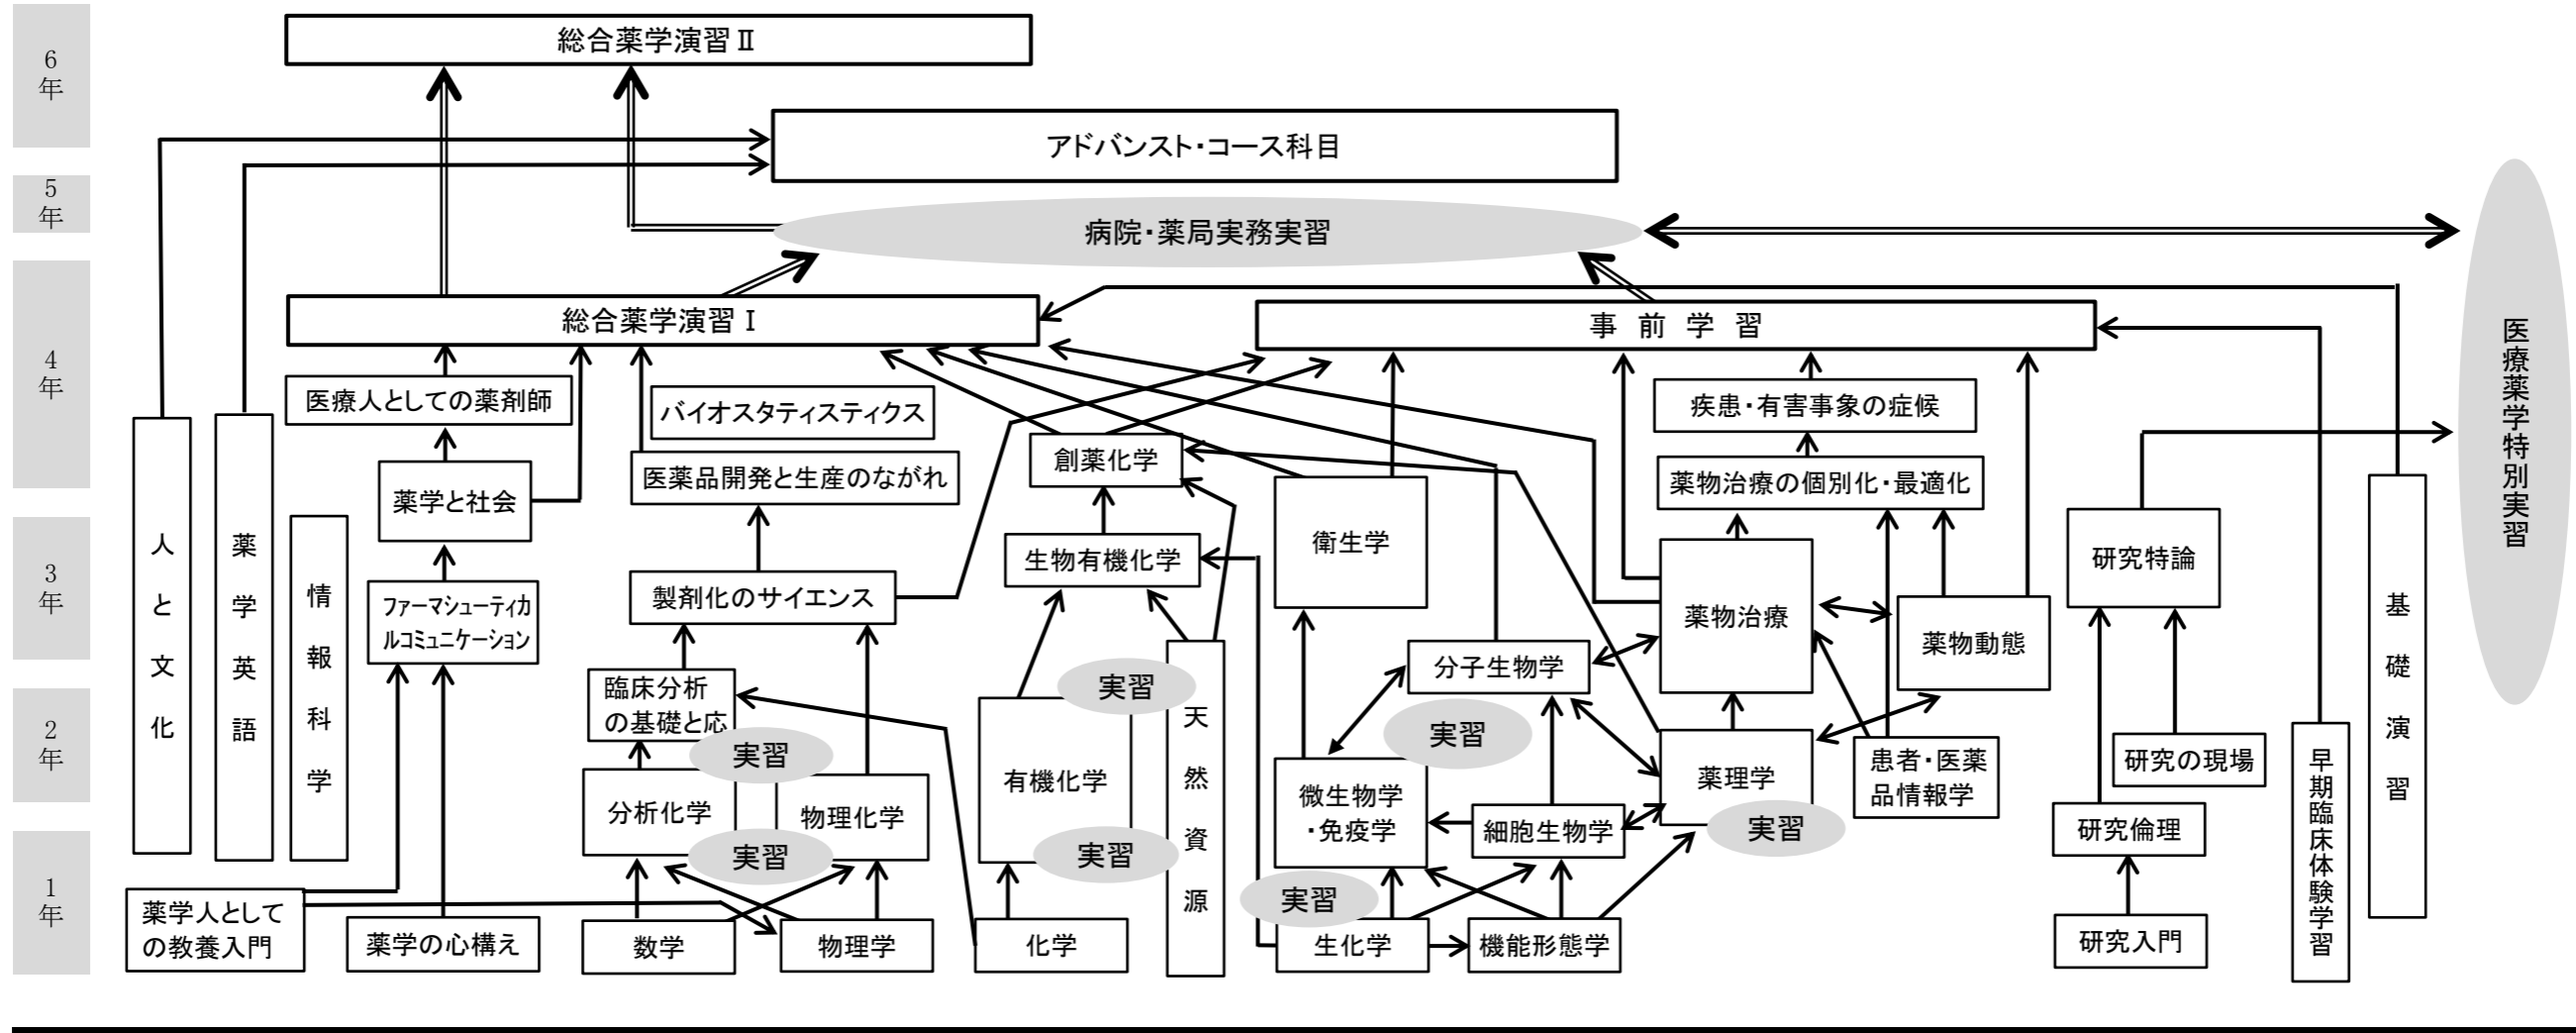 6
年
総合薬学演習Ⅱ
アドバンスト・コース科目
5
年
病院・薬局実務実習
4
年
総合薬学演習Ⅰ
事前学習
医療人としての薬剤師
バイオスタティスティクス
疾患・有害事象の症候
創薬化学
医薬品開発と生産のながれ
薬物治療の個別化・最適化
薬学と社会
人と文化
薬学英語
情報科学
3
年
衛生学
生物有機化学
研究特論
製剤化のサイエンス
ファーマシューティカ
ルコミュニケーション
薬物治療
薬物動態
分子生物学
医療薬学特別実習
基礎演習
2
年
臨床分析
の基礎と応
実習
実習
実習
天然資源
有機化学
分析化学
物理化学
実習
実習
微生物学
・免疫学
細胞生物学
薬理学
実習
患者・医薬
品情報学
研究の現場
研究倫理
早期臨床体験学習
1
年
実習
薬学人として
の教養入門
薬学の心構え
数学
物理学
化学
生化学
機能形態学
研究入門